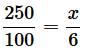 250/100 = x/6